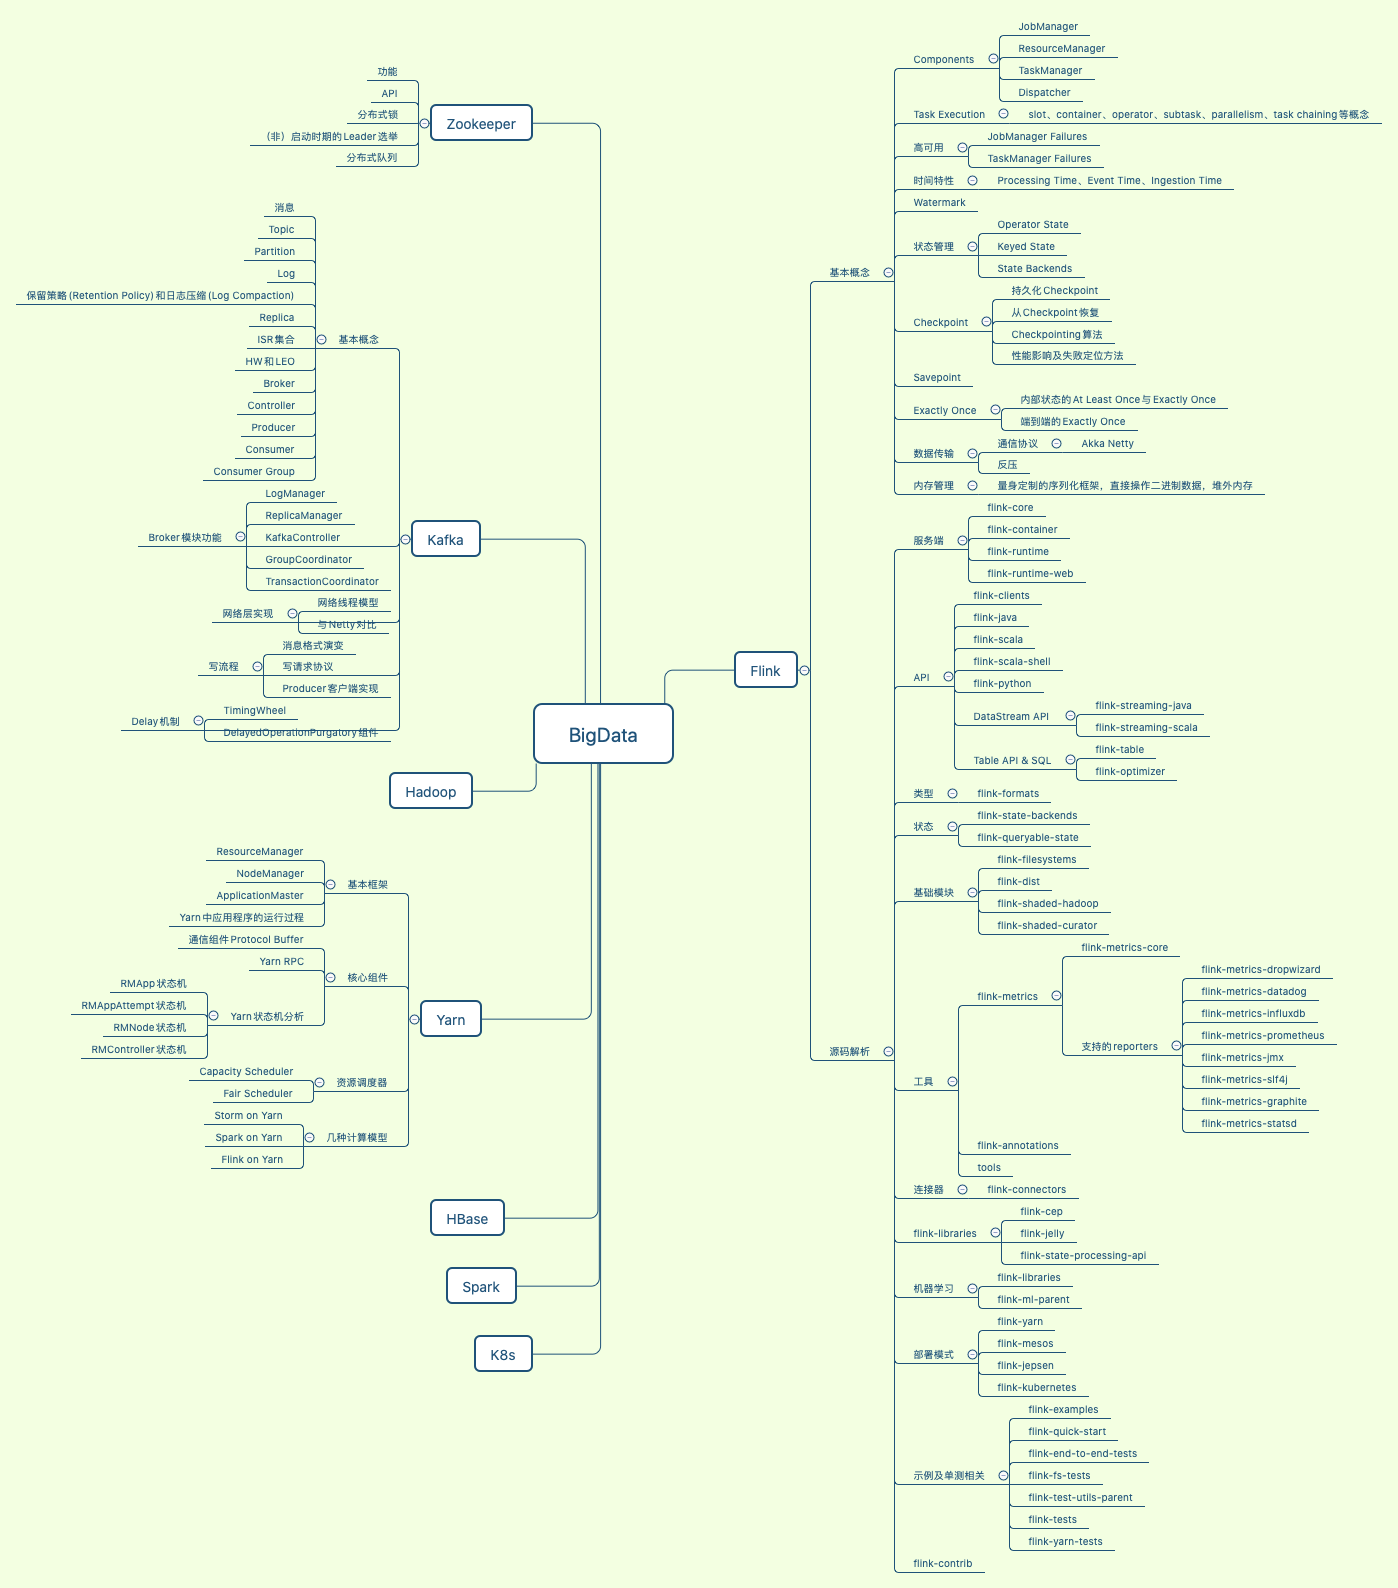 BigData
Zookeeper
功能
API
分布式锁
（非）启动时期的Leader选举
分布式队列
Kafka
基本概念
消息
Topic
Partition
Log
保留策略(Retention Policy)和日志压缩(Log Compaction)
Replica
ISR集合
HW和LEO
Broker
Controller
Producer
Consumer
Consumer Group
Broker模块功能
LogManager
ReplicaManager
KafkaController
GroupCoordinator
TransactionCoordinator
网络层实现
网络线程模型
与Netty对比
写流程
消息格式演变
写请求协议
Producer客户端实现
Delay机制
TimingWheel
DelayedOperationPurgatory组件
Hadoop
Yarn
基本框架
ResourceManager
NodeManager
ApplicationMaster
Yarn中应用程序的运行过程
核心组件
通信组件Protocol Buffer
Yarn RPC
Yarn状态机分析
RMApp状态机
RMAppAttempt状态机
RMNode状态机
RMController状态机
资源调度器
Capacity Scheduler
Fair Scheduler
几种计算模型
Storm on Yarn
Spark on Yarn
Flink on Yarn
HBase
Spark
K8s
Flink
基本概念
Components
JobManager
ResourceManager
TaskManager
Dispatcher
Task Execution
slot、container、operator、subtask、parallelism、task chaining等概念
高可用
JobManager Failures
TaskManager Failures
时间特性
Processing Time、Event Time、Ingestion Time
Watermark
状态管理
Operator State
Keyed State
State Backends
Checkpoint
持久化Checkpoint
从Checkpoint恢复
Checkpointing算法
性能影响及失败定位方法
Savepoint
Exactly Once
内部状态的At Least Once与Exactly Once
端到端的Exactly Once
数据传输
通信协议
Akka Netty
反压
内存管理
量身定制的序列化框架，直接操作二进制数据，堆外内存
源码解析
服务端
flink-core
flink-container
flink-runtime
flink-runtime-web
API
flink-clients
flink-java
flink-scala
flink-scala-shell
flink-python
DataStream API
flink-streaming-java
flink-streaming-scala
Table API & SQL
flink-table
flink-optimizer
类型
flink-formats
状态
flink-state-backends
flink-queryable-state
基础模块
flink-filesystems
flink-dist
flink-shaded-hadoop
flink-shaded-curator
工具
flink-metrics
flink-metrics-core
支持的reporters
flink-metrics-dropwizard
flink-metrics-datadog
flink-metrics-influxdb
flink-metrics-prometheus
flink-metrics-jmx
flink-metrics-slf4j
flink-metrics-graphite
flink-metrics-statsd
flink-annotations
tools
连接器
flink-connectors
flink-libraries
flink-cep
flink-jelly
flink-state-processing-api
机器学习
flink-libraries
flink-ml-parent
部署模式
flink-yarn
flink-mesos
flink-jepsen
flink-kubernetes
示例及单测相关
flink-examples
flink-quick-start
flink-end-to-end-tests
flink-fs-tests
flink-test-utils-parent
flink-tests
flink-yarn-tests
flink-contrib